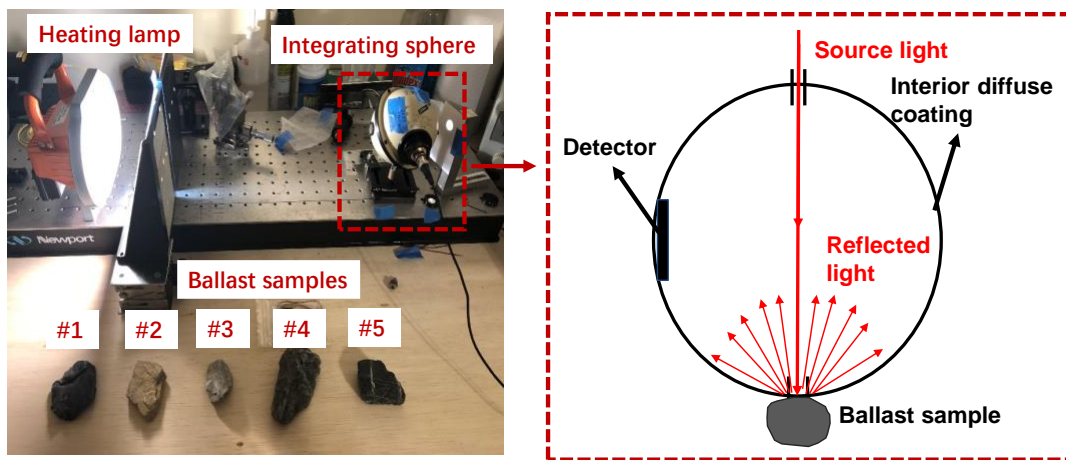 Heating lamp
Integrating sphere
Newport
Ballast samples
#1
#2
#3
#4
#5
Source light
Interior diffuse
coating
Detector
Reflected
light
Ballast sample